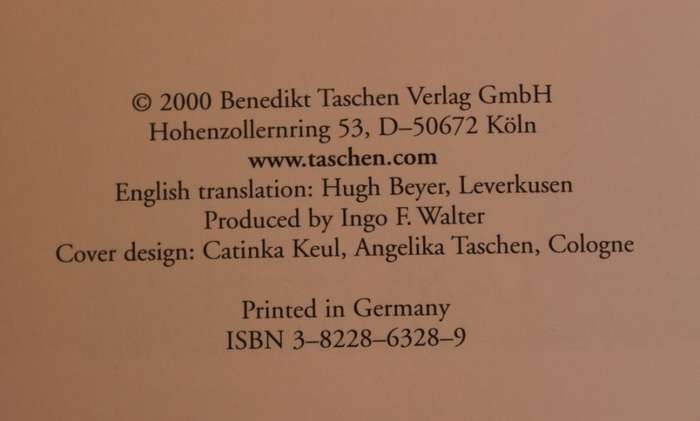 © 2000 Benedikt Taschen Verlag GmbH
Hohenzollernring 53, D–50672 Köln
www.taschen.com
English translation: Hugh Beyer, Leverkusen
Produced by Ingo F. Walter
Cover design: Catinka Keul, Angelika Taschen, Cologne
Printed in Germany
ISBN 3–8228–6328–9